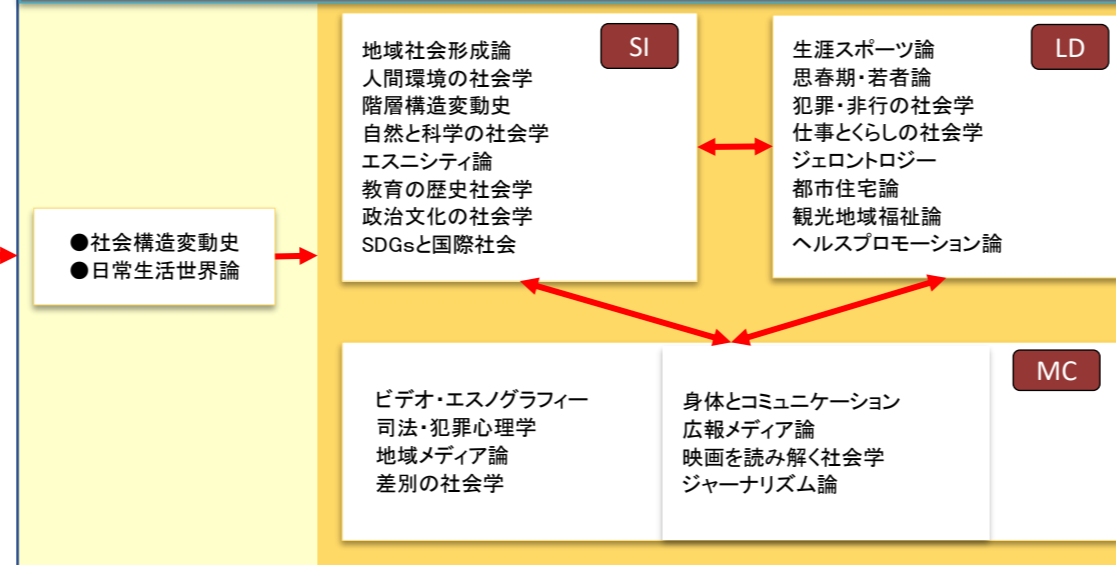 ●社会構造変動史
●日常生活世界論
SI
地域社会形成論
人間環境の社会学
階層構造変動史
自然と科学の社会学
エスニシティ論
教育の歴史社会学
政治文化の社会学
SDGsと国際社会
LD
生涯スポーツ論
思春期・若者論
犯罪・非行の社会学
仕事とくらしの社会学
ジェロントロジー
都市住宅論
観光地域福祉論
ヘルスプロモーション論
MC
ビデオ・エスノグラフィー
司法・犯罪心理学
地域メディア論
差別の社会学
身体とコミュニケーション
広報メディア論
映画を読み解く社会学
ジャーナリズム論